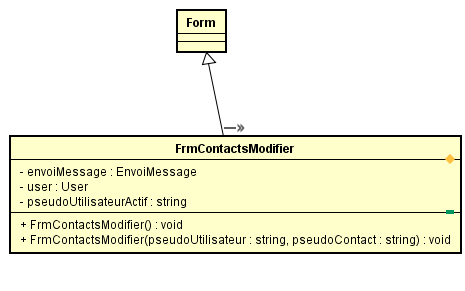 Form
FrmContactsModifier
- envoiMessage : EnvoiMessage
- user : User
- pseudoUtilisateurActif : string
+ FrmContactsModifier() : void
+ FrmContactsModifier(pseudoUtilisateur : string, pseudoContact : string) : void